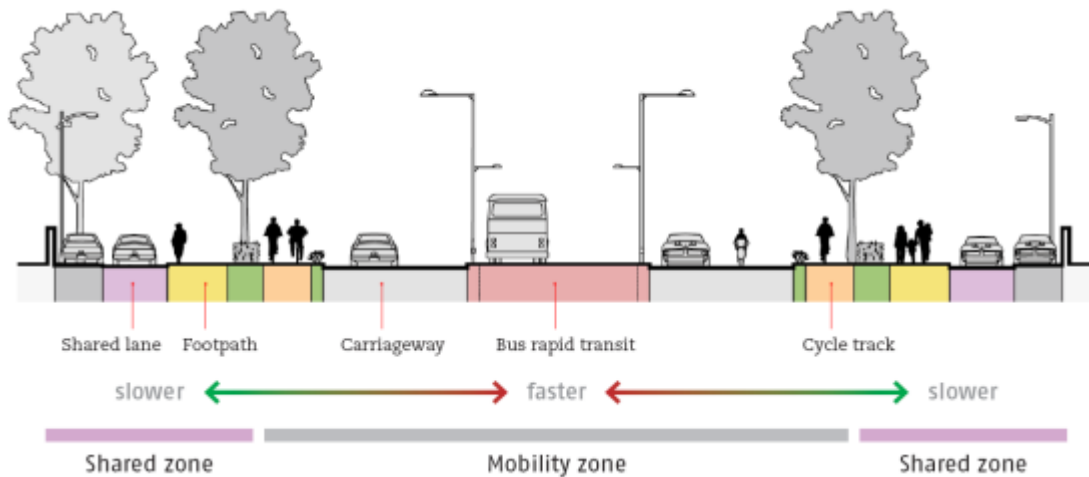 Shared lane
Footpath
Carriageway
Bus rapid transit
Cycle track
slower
faster
slower
Shared zone
Mobility zone
Shared zone